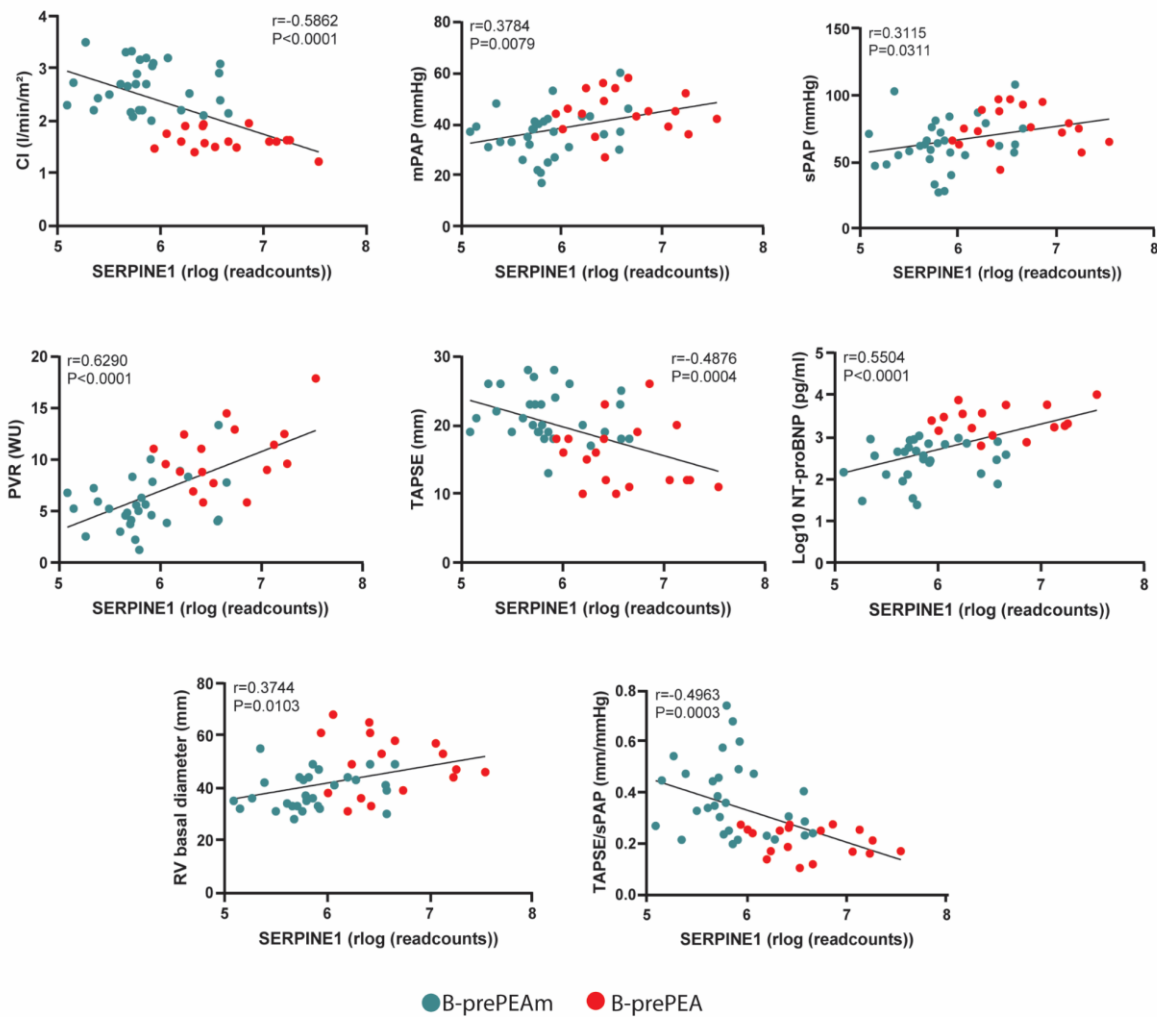 r=-0.5862
P<0.0001
4
3
2
1
0
CI (l/min/m²)
5 6 7 8
SERPINE1 (rlog (readcounts))
r=0.3784
P=0.0079
80
60
40
20
0
mPAP (mmHg)
5 6 7 8
SERPINE1 (rlog (readcounts))
r=0.3115
P=0.0311
150
100
50
0
sPAP (mmHg)
5 6 7 8
SERPINE1 (rlog (readcounts))
r=0.6290
P<0.0001
20
15
10
5
0
PVR (WU)
5 6 7 8
SERPINE1 (rlog (readcounts))
r=-0.4876
P=0.0004
30
20
10
0
TAPSE (mm)
5 6 7 8
SERPINE1 (rlog (readcounts))
r=0.5504
P<0.0001
5
4
3
2
1
0
Log10 NT-proBNP (pg/ml)
5 6 7 8
SERPINE1 (rlog (readcounts))
r=0.3744
P=0.0103
80
60
40
20
0
RV basal diameter (mm)
5 6 7 8
SERPINE1 (rlog (readcounts))
r=-0.4963
P=0.0003
0.8
0.6
0.4
0.2
0.0
TAPSE/sPAP (mm/mmHg)
5 6 7 8
SERPINE1 (rlog (readcounts))
B-prePEAm B-prePEA